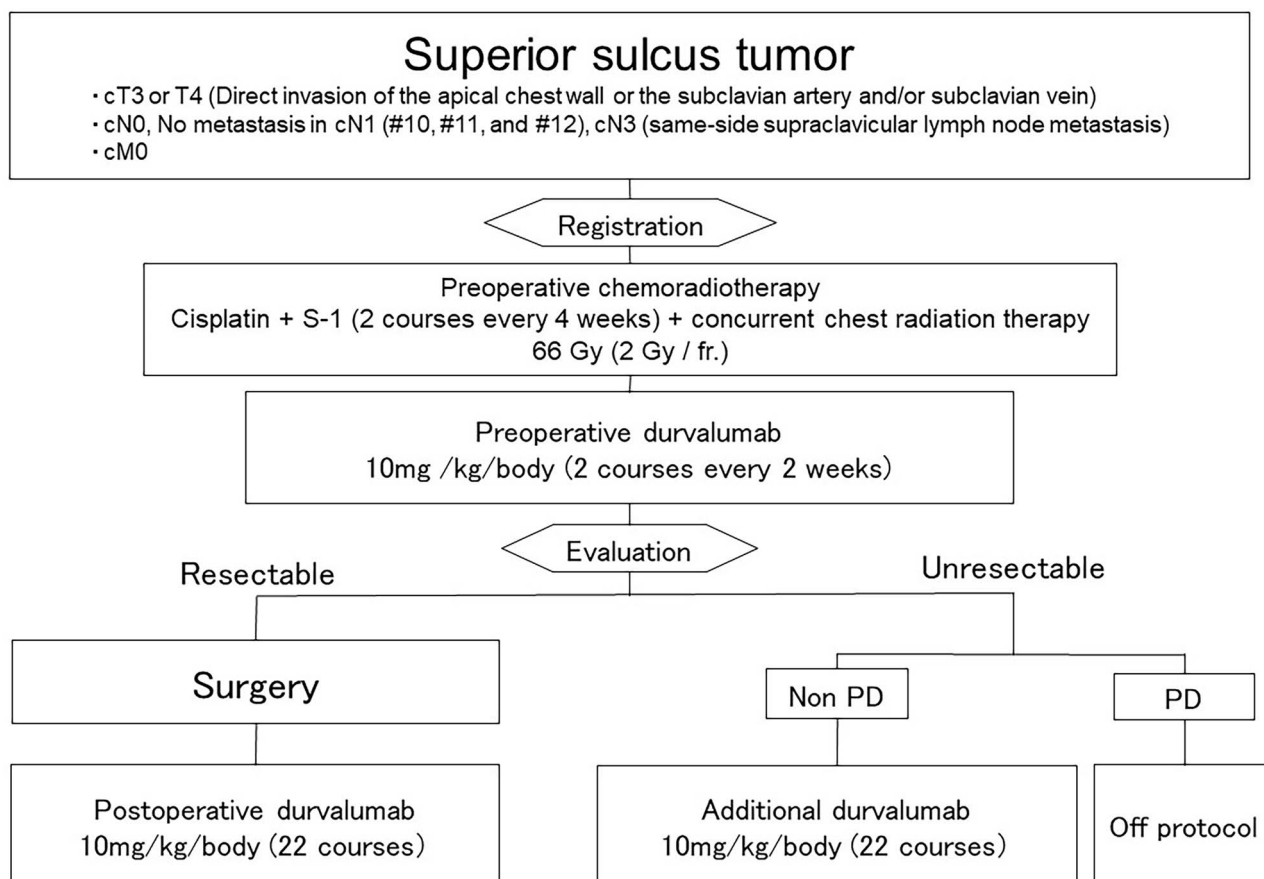 Superior sulcus tumor
・cT3 or T4 (Direct invasion of the apical chest wall or the subclavian artery and/or subclavian vein)
・cN0, No metastasis in cN1 (#10, #11, and #12), cN3 (same-side supraclavicular lymph node metastasis)
・cM0
Registration
Preoperative chemoradiotherapy
Cisplatin + S-1 (2 courses every 4 weeks) + concurrent chest radiation therapy
66 Gy (2 Gy / fr.)
Preoperative durvalumab
10mg /kg/body (2 courses every 2 weeks)
Evaluation
Resectable
Unresectable
Surgery
Non PD
PD
Postoperative durvalumab
10mg/kg/body (22 courses)
Additional durvalumab
10mg/kg/body (22 courses)
Off protocol